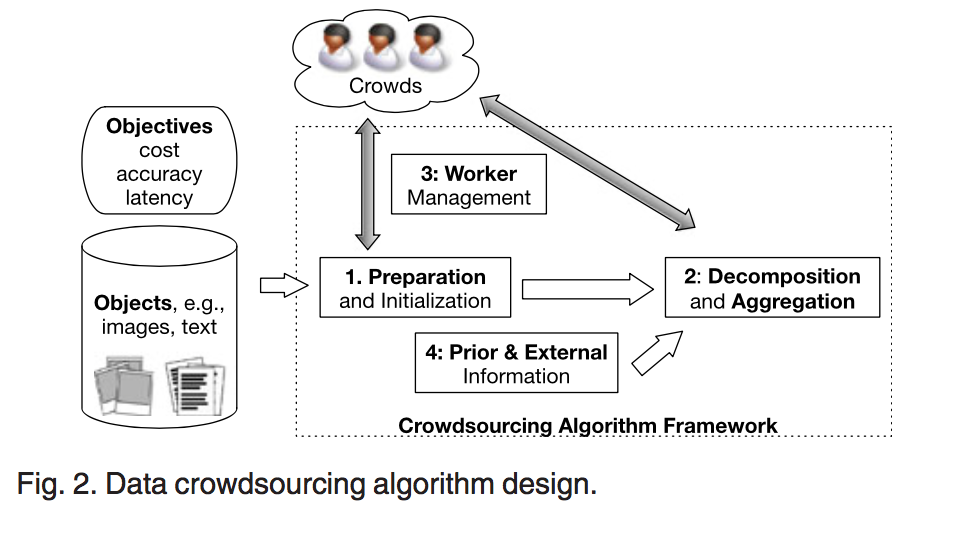 Crowds
Objectives
cost
accuracy
latency
3: Worker
Management
Objects, e.g.,
images, text
1. Preparation
and Initialization
2: Decomposition
and Aggregation
4: Prior & External
Information
Crowdsourcing Algorithm Framework
Fig. 2. Data crowdsourcing algorithm design.